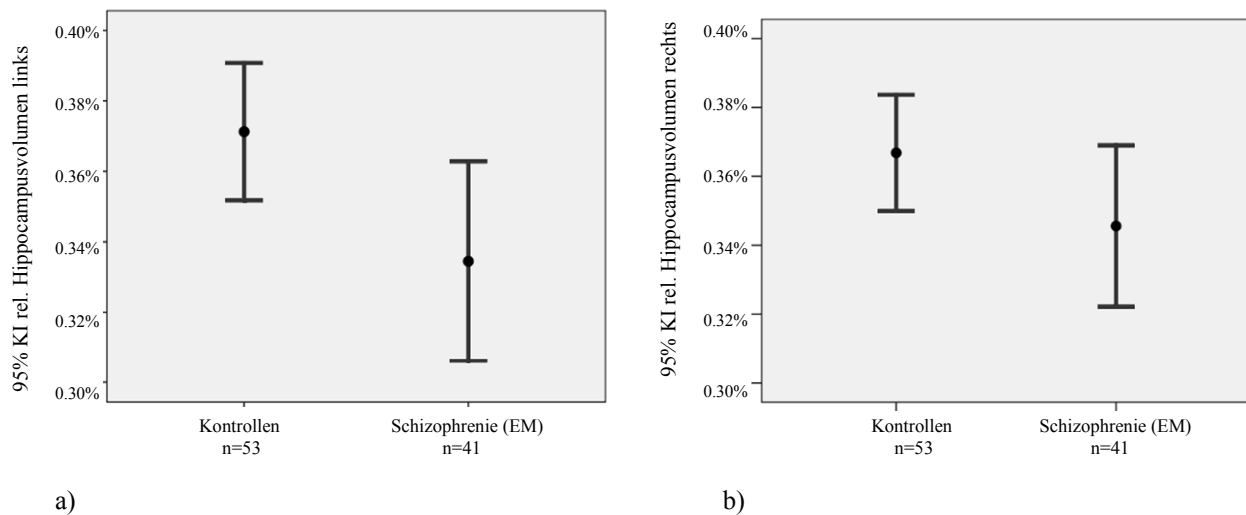 95% KI rel. Hippocampusvolumen links
0.40%
0.38%
0.36%
0.34%
0.32%
0.30%
Kontrollen
n=53
Schizophrenie (EM)
n=41
a)
95% KI rel. Hippocampusvolumen rechts
0.40%
0.38%
0.36%
0.34%
0.32%
0.30%
Kontrollen
n=53
Schizophrenie (EM)
n=41
b)